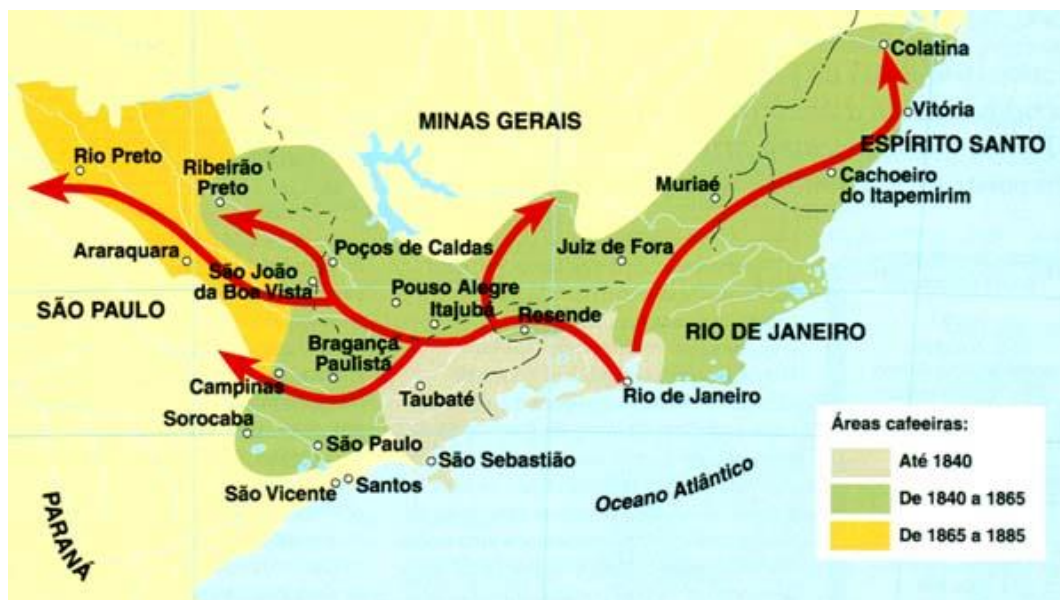 Colatina
Vitória
MINAS GERAIS
ESPÍRITO SANTO
Rio Preto
Ribeirão
Preto
Muriaé
Cachoeiro
do Itapemirim
Araraquara
Poços de Caldas
Juiz de Fora
São João
da Boa Vista
Pouso Alegre
SÃO PAULO
Itajubá
Resende
RIO DE JANEIRO
Bragança
Paulista
Campinas
Taubaté
Rio de Janeiro
Sorocaba
São Paulo
São Sebastião
São Vicente
Santos
Oceano Atlântico
PARANÁ
Áreas cafeeiras:
Até 1840
De 1840 a 1865
De 1865 a 1885